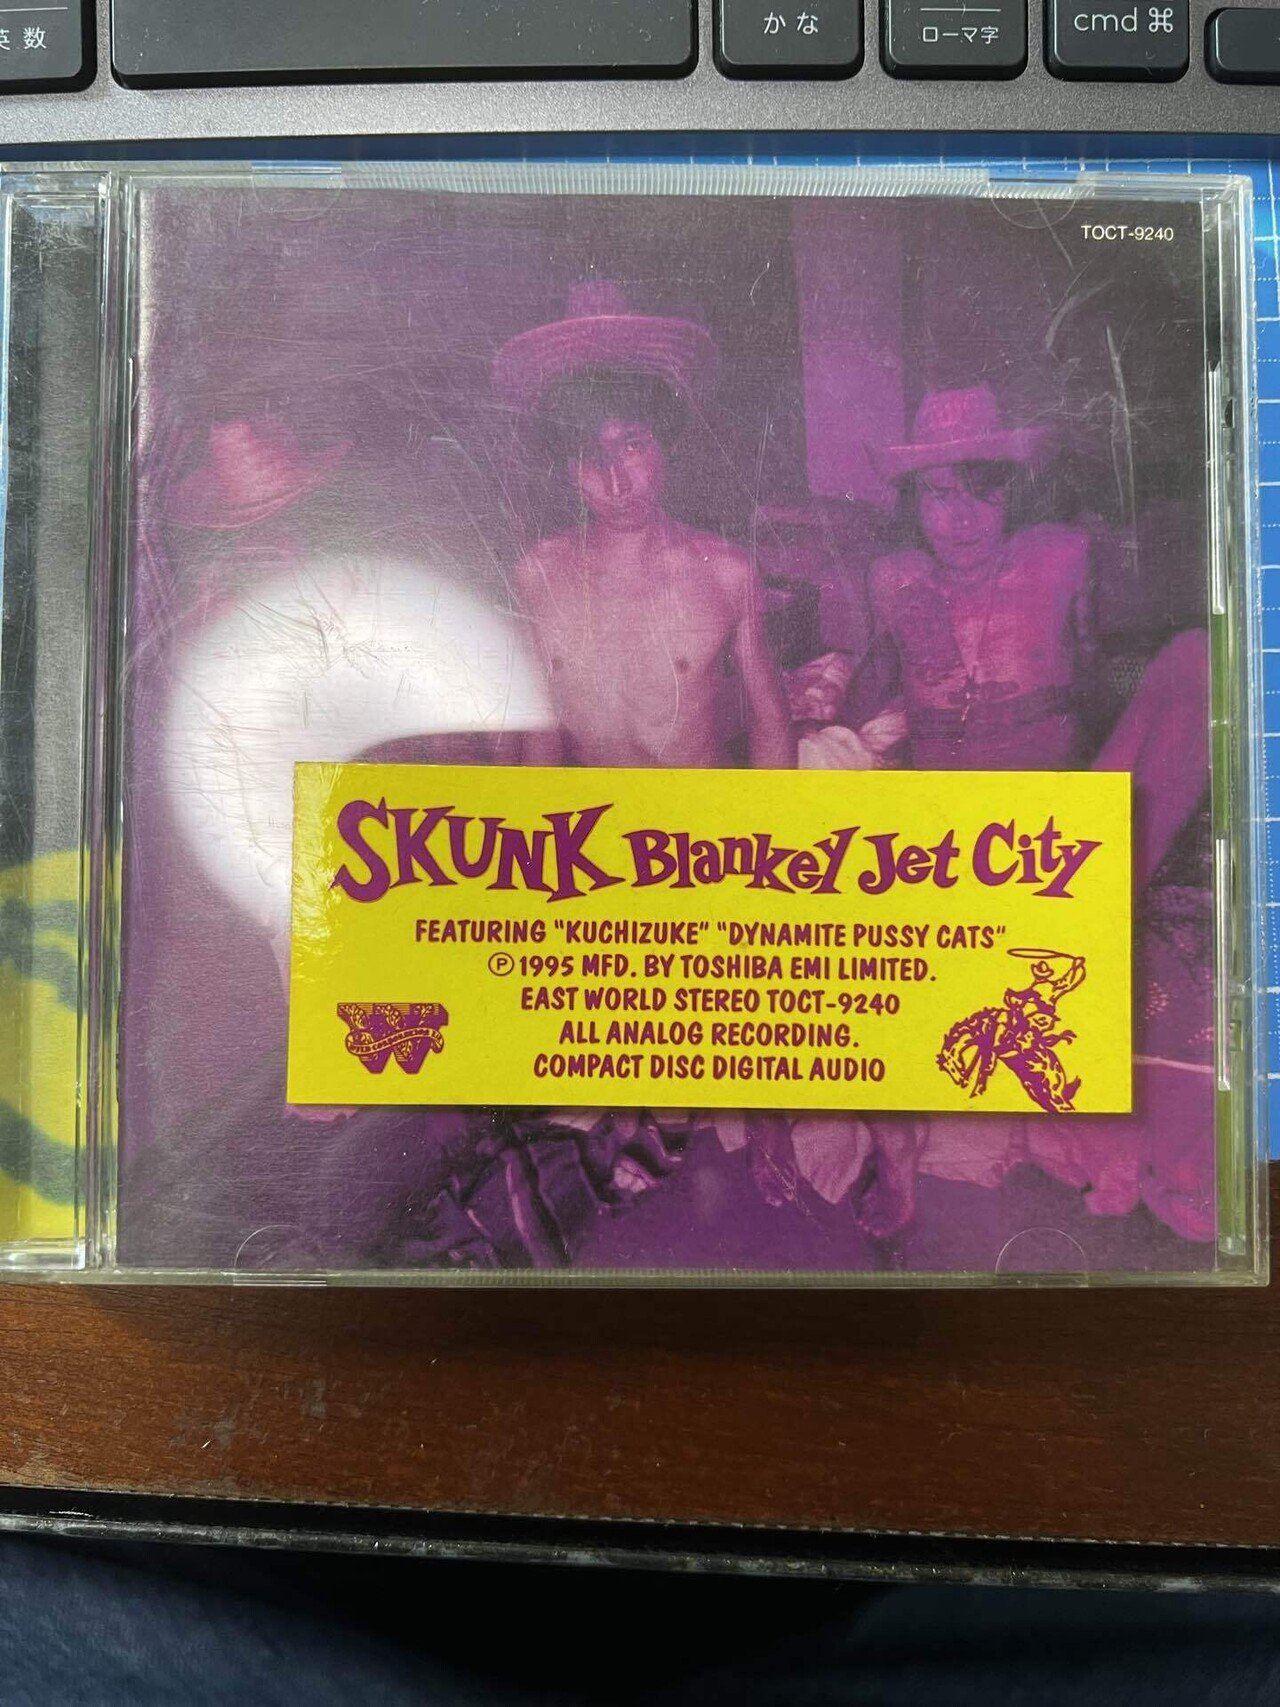 英数
かな
ローマ字
cmd ⌘
TOCT-9240
SKUNK Blankey Jet City
FEATURING "KUCHIZUKE" "DYNAMITE PUSSY CATS"
Ⓟ1995 MFD. BY TOSHIBA EMI LIMITED.
EAST WORLD STEREO TOCT-9240
ALL ANALOG RECORDING.
COMPACT DISC DIGITAL AUDIO
W